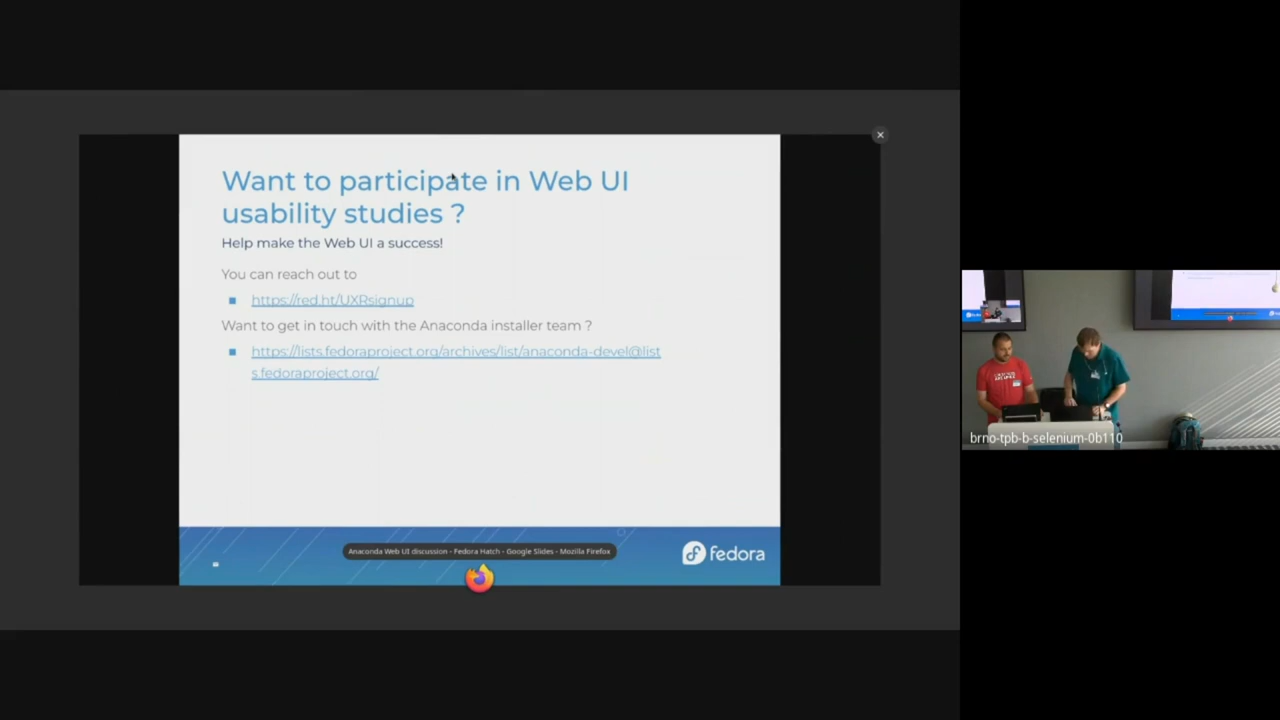 Want to participate in Web UI
usability studies ?
Help make the Web UI a success!
You can reach out to
https://red.ht/UXRsignup
Want to get in touch with the Anaconda installer team ?
https://lists.fedoraproject.org/archives/list/anaconda-devel@list
s.fedoraproject.org/
Anaconda Web UI discussion - Fedora Hatch - Google Slides - Mozilla Firefox
fedora
brno-tpb-b-selenium-0b110